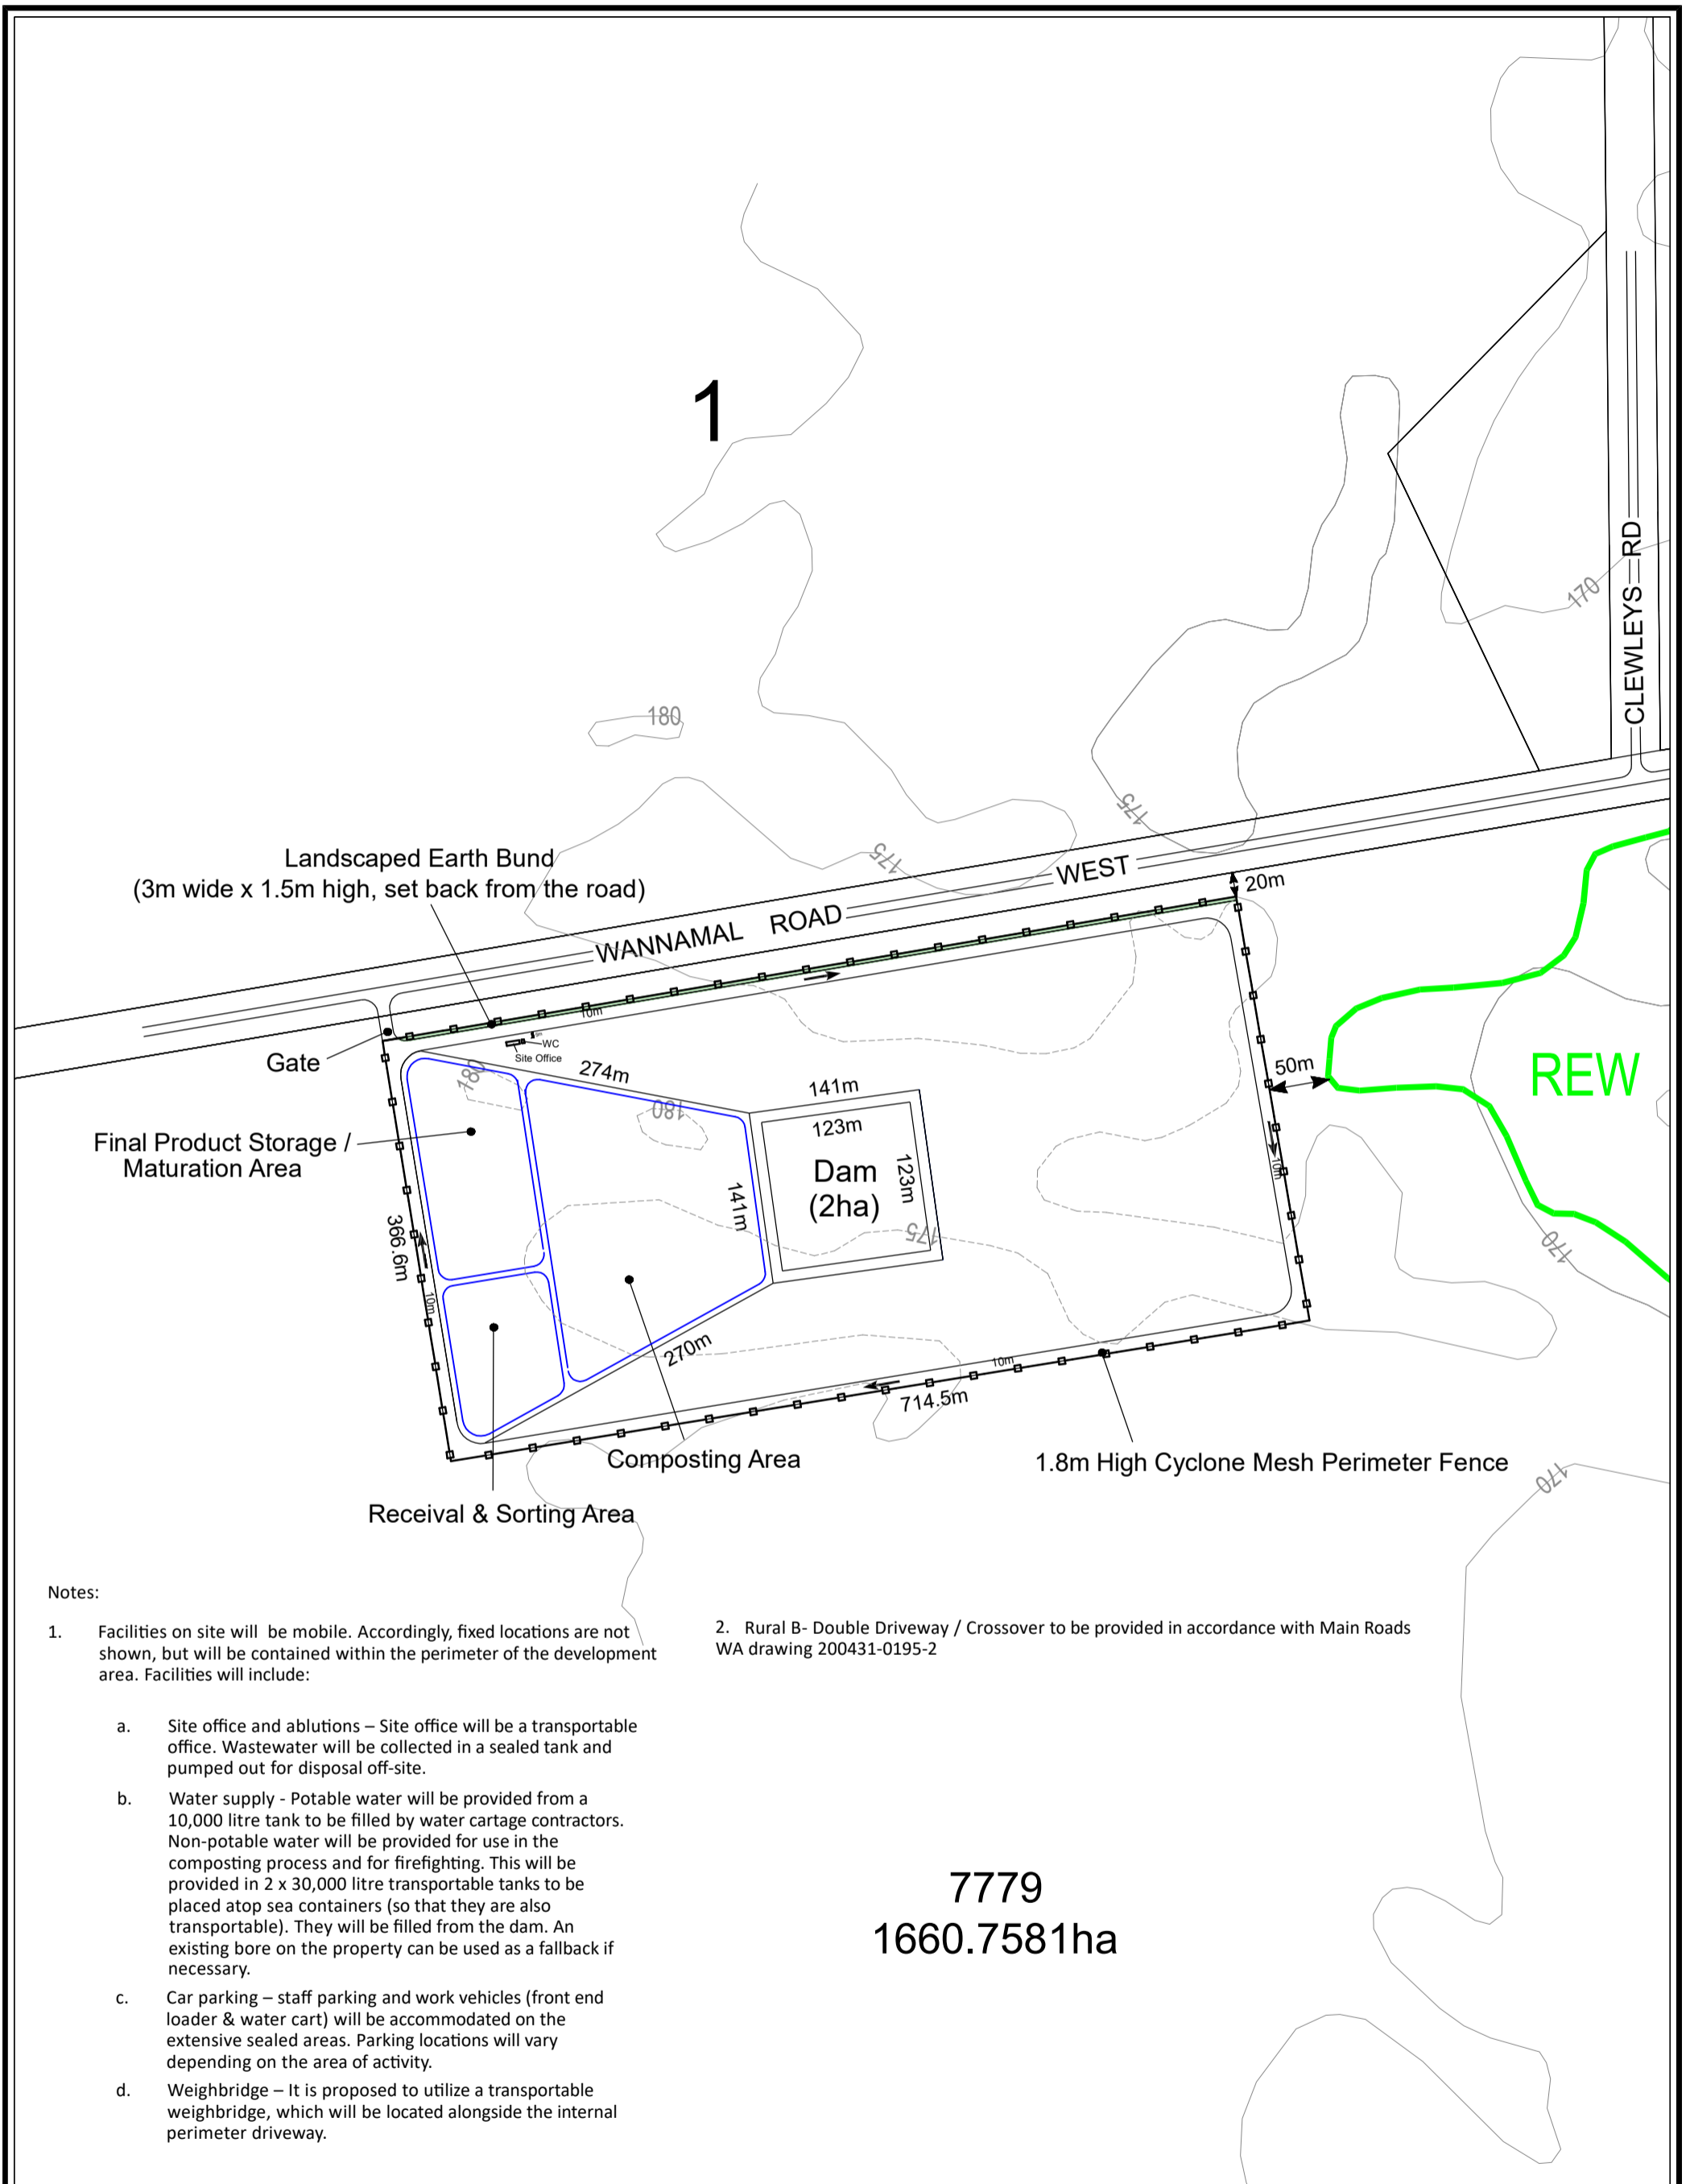 1
CLEWLEYS RD
170
180
175
175
Landscaped Earth Bund
(3m wide x 1.5m high, set back from the road)
WANNAMAL ROAD WEST
20m
10m
WC
Site Office
Gate
180
274m
180
141m
123m
50m
REW
Final Product Storage /
Maturation Area
Dam
(2ha)
123m
141m
175
10m
366.6m
10m
170
270m
10m
714.5m
Composting Area
1.8m High Cyclone Mesh Perimeter Fence
170
Receival & Sorting Area
Notes:
1. Facilities on site will be mobile. Accordingly, fixed locations are not
shown, but will be contained within the perimeter of the development
area. Facilities will include:
a. Site office and ablutions – Site office will be a transportable
office. Wastewater will be collected in a sealed tank and
pumped out for disposal off-site.
b. Water supply - Potable water will be provided from a
10,000 litre tank to be filled by water cartage contractors.
Non-potable water will be provided for use in the
composting process and for firefighting. This will be
provided in 2 x 30,000 litre transportable tanks to be
placed atop sea containers (so that they are also
transportable). They will be filled from the dam. An
existing bore on the property can be used as a fallback if
necessary.
c. Car parking – staff parking and work vehicles (front end
loader & water cart) will be accommodated on the
extensive sealed areas. Parking locations will vary
depending on the area of activity.
d. Weighbridge – It is proposed to utilize a transportable
weighbridge, which will be located alongside the internal
perimeter driveway.
2. Rural B- Double Driveway / Crossover to be provided in accordance with Main Roads
WA drawing 200431-0195-2
7779
1660.7581ha